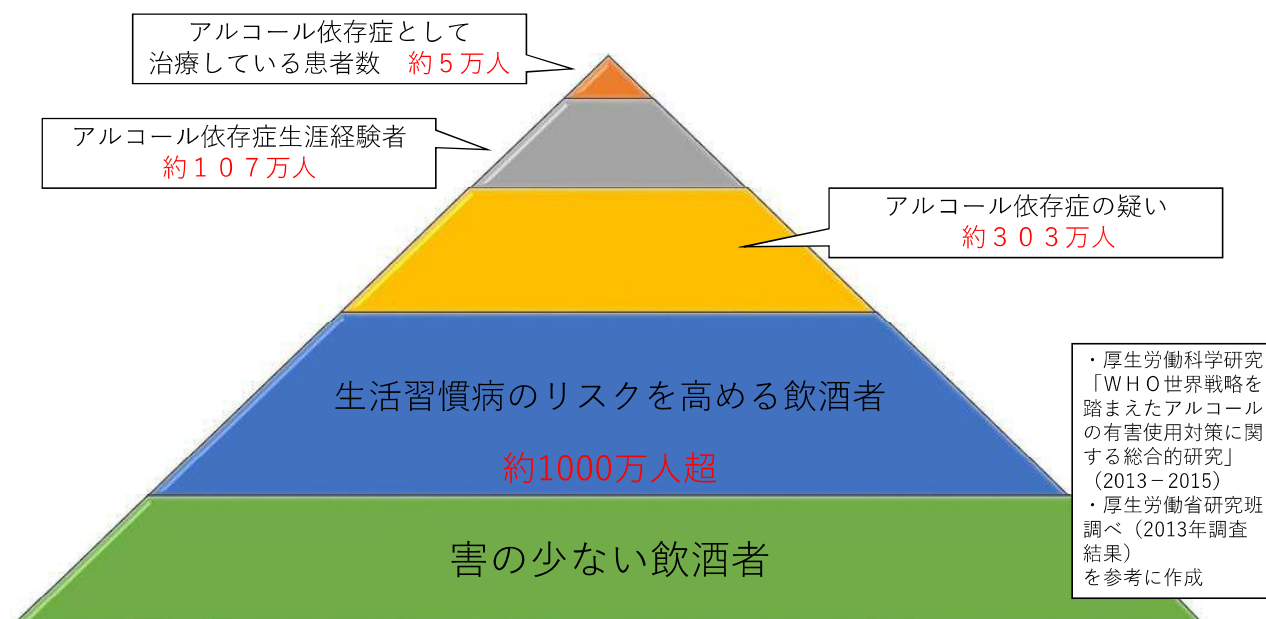 アルコール依存症として
治療している患者数　約５万人
アルコール依存症生涯経験者
約１０７万人
アルコール依存症の疑い
約３０３万人
生活習慣病のリスクを高める飲酒者
約1000万人超
害の少ない飲酒者
・厚生労働科学研究
「ＷＨＯ世界戦略を
踏まえたアルコール
の有害使用対策に関
する総合的研究」
（2013－2015）
・厚生労働省研究班
調べ（2013年調査
結果）
を参考に作成